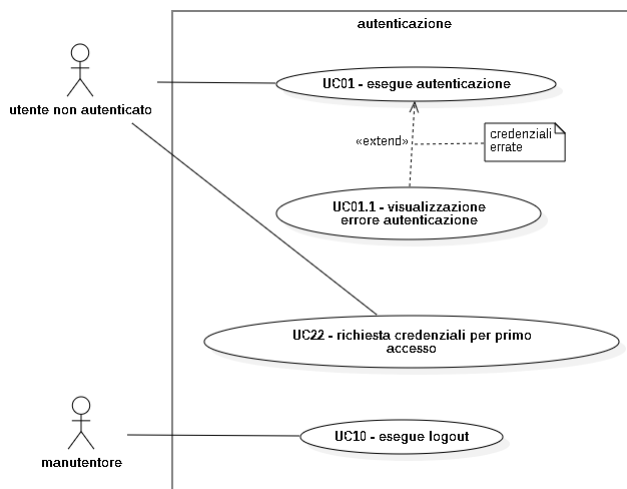 autenticazione
UC01 - esegue autenticazione
utente non autenticato
«extend»
credenziali
errate
UC01.1 - visualizzazione
errore autenticazione
UC22 - richiesta credenziali per primo
accesso
UC10 - esegue logout
manutentore